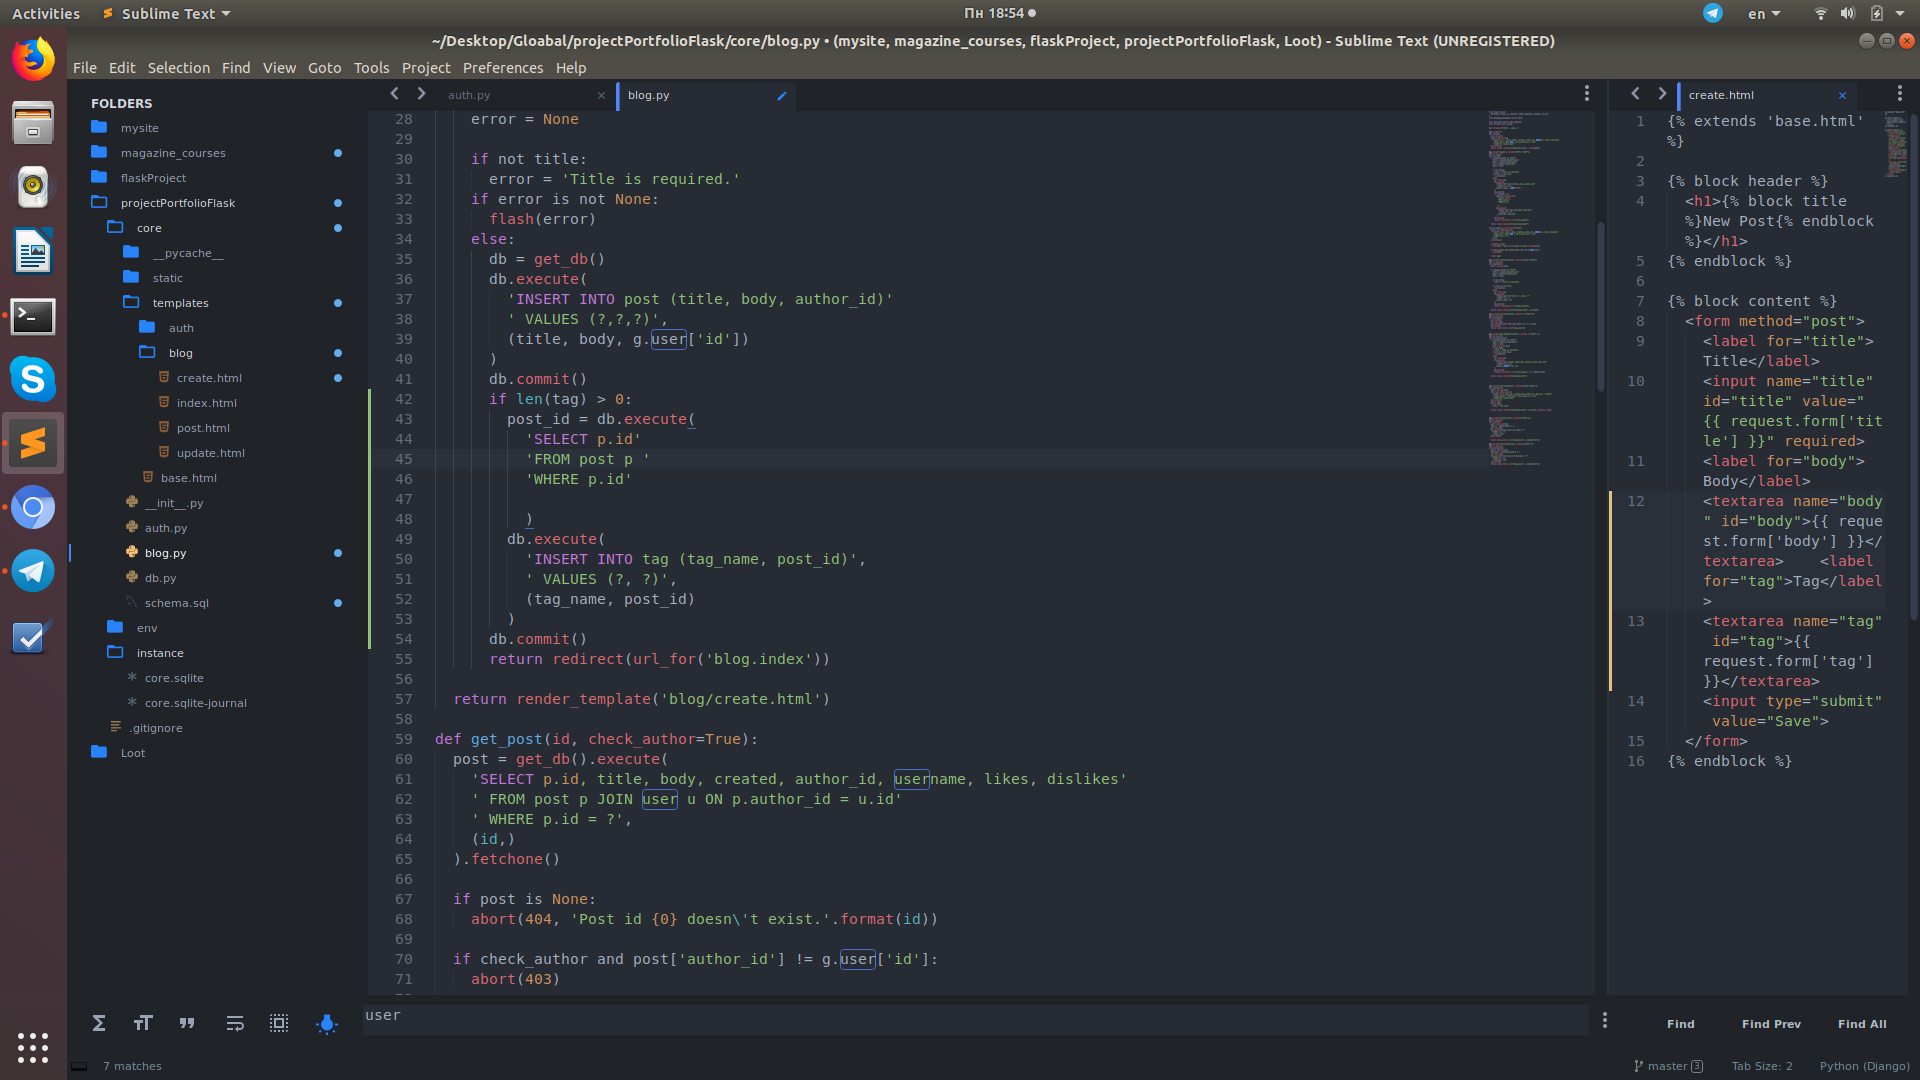 Activities
Sublime Text
Пн 18:54
en
~/Desktop/Gloabal/projectPortfolioFlask/core/blog.py • (mysite, magazine_courses, flaskProject, projectPortfolioFlask, Loot) - Sublime Text (UNREGISTERED)
File Edit Selection Find View Goto Tools Project Preferences Help
FOLDERS
mysite
magazine_courses
flaskProject
projectPortfolioFlask
core
__pycache__
static
templates
auth
blog
create.html
index.html
post.html
update.html
base.html
__init__.py
auth.py
blog.py
db.py
schema.sql
env
instance
core.sqlite
core.sqlite-journal
.gitignore
Loot
auth.py
blog.py
28 error = None
29
30 if not title:
31 error = 'Title is required.'
32 if error is not None:
33 flash(error)
34 else:
35 db = get_db()
36 db.execute(
37 'INSERT INTO post (title, body, author_id)'
38 ' VALUES (?,?,?)',
39 (title, body, g.user['id'])
40 )
41 db.commit()
42 if len(tag) > 0:
43 post_id = db.execute(
44 'SELECT p.id'
45 'FROM post p '
46 'WHERE p.id'
47
48 )
49 db.execute(
50 'INSERT INTO tag (tag_name, post_id)',
51 ' VALUES (?, ?)',
52 (tag_name, post_id)
53 )
54 db.commit()
55 return redirect(url_for('blog.index'))
56
57 return render_template('blog/create.html')
58
59 def get_post(id, check_author=True):
60 post = get_db().execute(
61 'SELECT p.id, title, body, created, author_id, username, likes, dislikes'
62 ' FROM post p JOIN user u ON p.author_id = u.id'
63 ' WHERE p.id = ?',
64 (id,)
65 ).fetchone()
66
67 if post is None:
68 abort(404, 'Post id {0} doesn\'t exist.'.format(id))
69
70 if check_author and post['author_id'] != g.user['id']:
71 abort(403)
create.html
1 {% extends 'base.html'
%}
2
3 {% block header %}
4 <h1>{% block title
%}New Post{% endblock
%}</h1>
5 {% endblock %}
6
7 {% block content %}
8 <form method="post">
9 <label for="title">
Title</label>
10 <input name="title"
id="title" value="
{{ request.form['tit
le'] }}" required>
11 <label for="body">
Body</label>
12 <textarea name="body
" id="body">{{ reque
st.form['body'] }}</
textarea> <label
for="tag">Tag</label
>
13 <textarea name="tag"
id="tag">{{
request.form['tag']
}}</textarea>
14 <input type="submit"
value="Save">
15 </form>
16 {% endblock %}
user
Find
Find Prev
Find All
7 matches
master 3
Tab Size: 2
Python (Django)